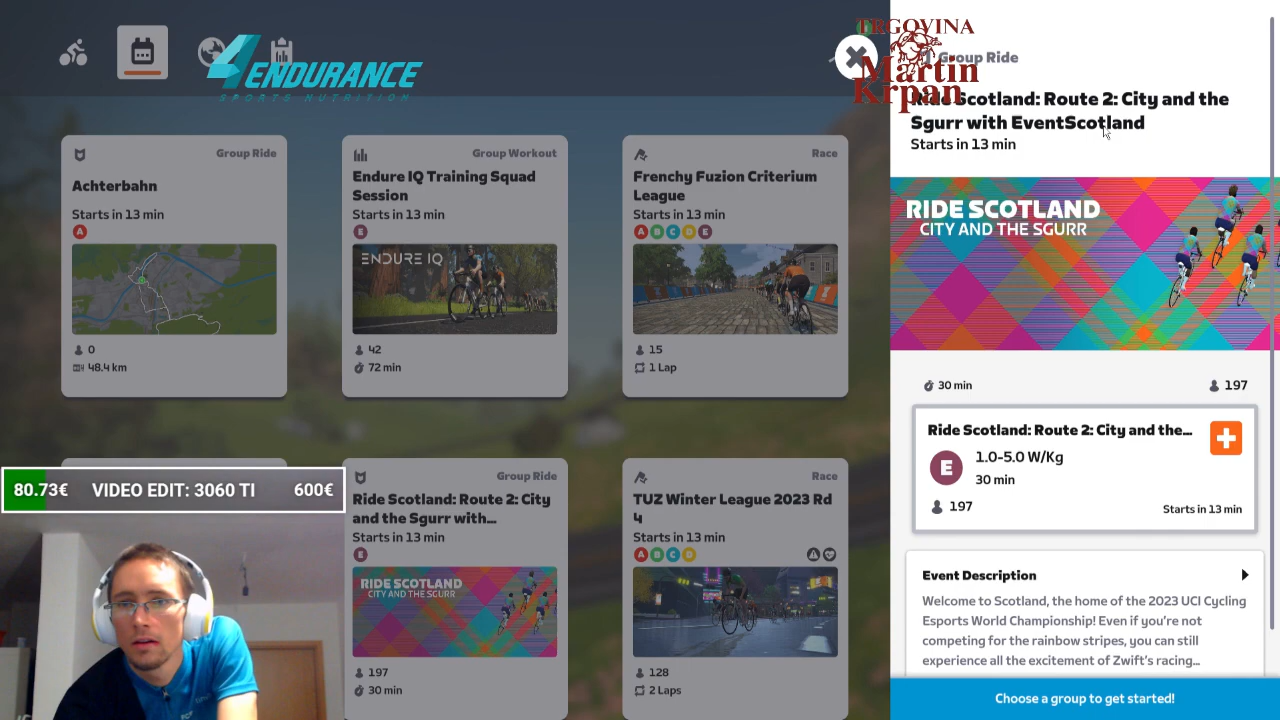 4ENDURANCE
SPORTS NUTRITION
TRGOVINA
Martin
Krpan
Group Ride
Achterbahn
Starts in 13 min
A
0
48.4 km
Group Workout
Endure IQ Training Squad
Session
Starts in 13 min
E
ENDURE IQ
42
72 min
Race
Frenchy Fuzion Criterium
League
Starts in 13 min
A B C D E
15
1 Lap
80.73€ VIDEO EDIT: 3060 TI 600€
Group Ride
Ride Scotland: Route 2: City
and the Sgurr with...
Starts in 13 min
E
RIDE SCOTLAND
CITY AND THE SGURR
197
30 min
Race
TUZ Winter League 2023 Rd
4
Starts in 13 min
A B C D
128
2 Laps
Group Ride
Ride Scotland: Route 2: City and the
Sgurr with EventScotland
Starts in 13 min
RIDE SCOTLAND
CITY AND THE SGURR
30 min
197
Ride Scotland: Route 2: City and the...
E
1.0-5.0 W/Kg
30 min
197
Starts in 13 min
Event Description
Welcome to Scotland, the home of the 2023 UCI Cycling
Esports World Championship! Even if you're not
competing for the rainbow stripes, you can still
experience all the excitement of Zwift's racing...
Choose a group to get started!